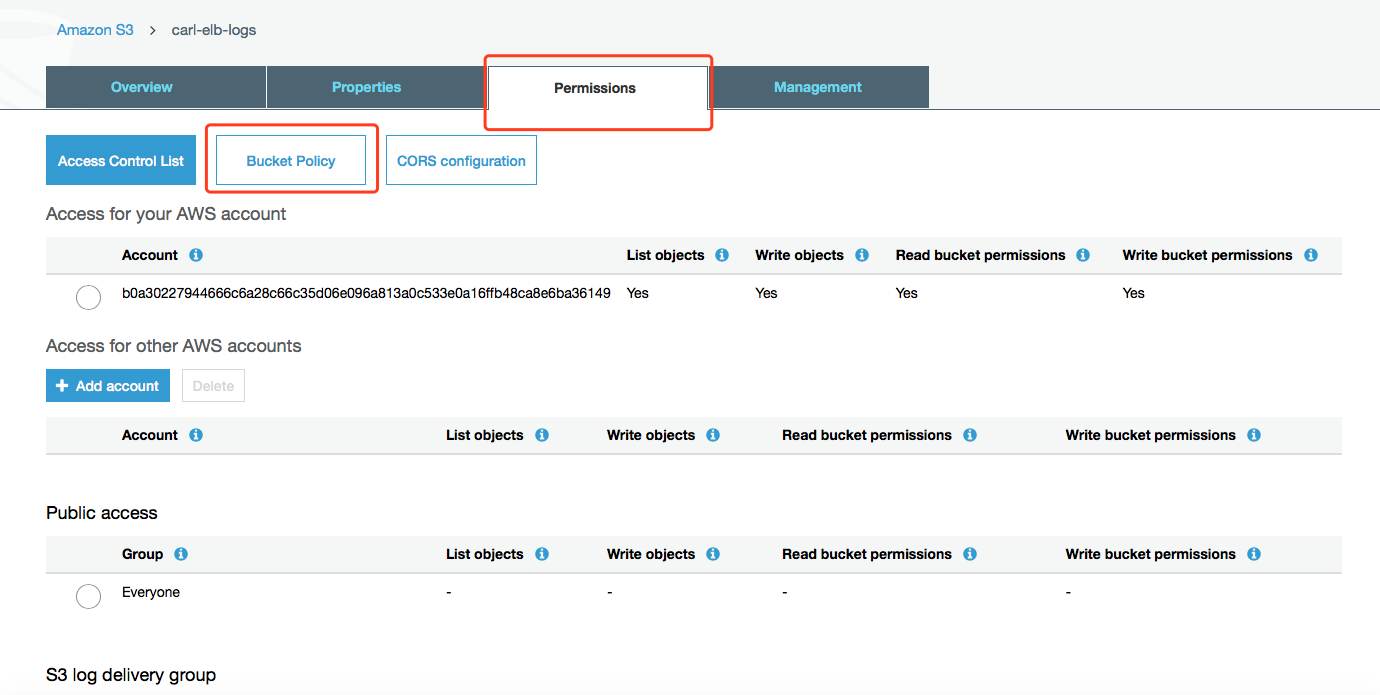 Amazon S3 > carl-elb-logs
Overview Properties Permissions Management
Access Control List Bucket Policy CORS configuration
Access for your AWS account
Account List objects Write objects Read bucket permissions Write bucket permissions
b0a30227944666c6a28c66c35d06e096a813a0c533e0a16ffb48ca8e6ba36149 Yes Yes Yes Yes
Access for other AWS accounts
+ Add account Delete
Account List objects Write objects Read bucket permissions Write bucket permissions
Public access
Group List objects Write objects Read bucket permissions Write bucket permissions
Everyone - - - -
S3 log delivery group